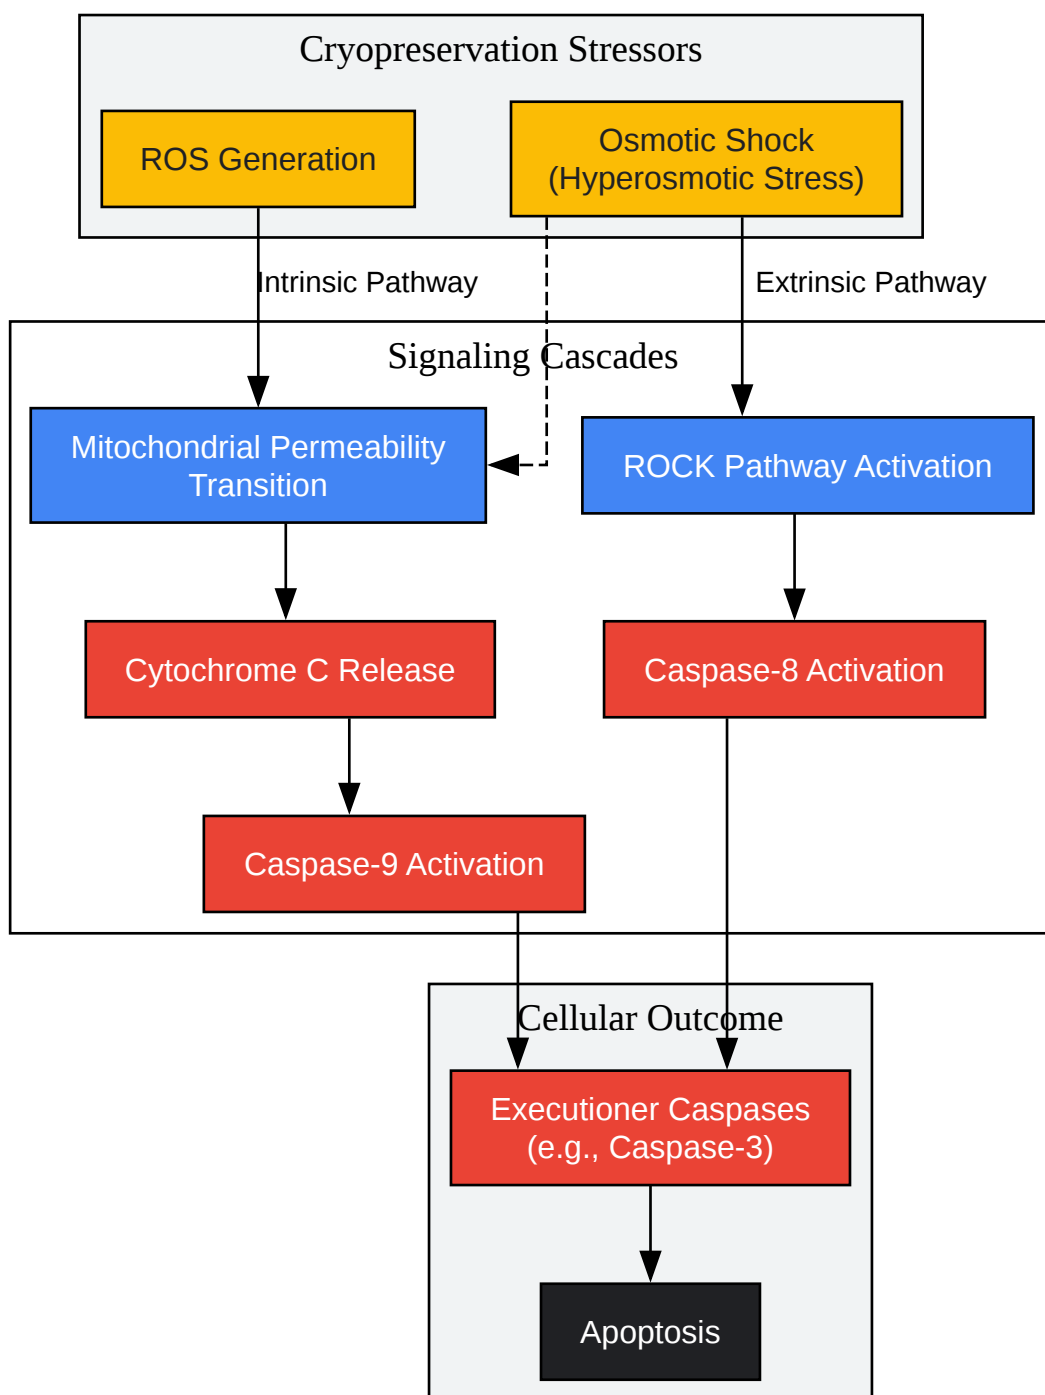 Cryopreservation Stressors
ROS Generation
Osmotic Shock
(Hyperosmotic Stress)
Intrinsic Pathway
Extrinsic Pathway
Signaling Cascades
Mitochondrial Permeability
Transition
ROCK Pathway Activation
Cytochrome C Release
Caspase-8 Activation
Caspase-9 Activation
Cellular Outcome
Executioner Caspases
(e.g., Caspase-3)
Apoptosis